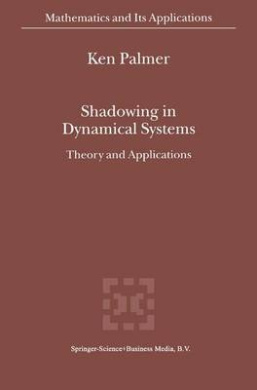 Mathematics and Its Applications
Ken Palmer
Shadowing in
Dynamical Systems
Theory and Applications
Springer-Science+Business Media, B.V.